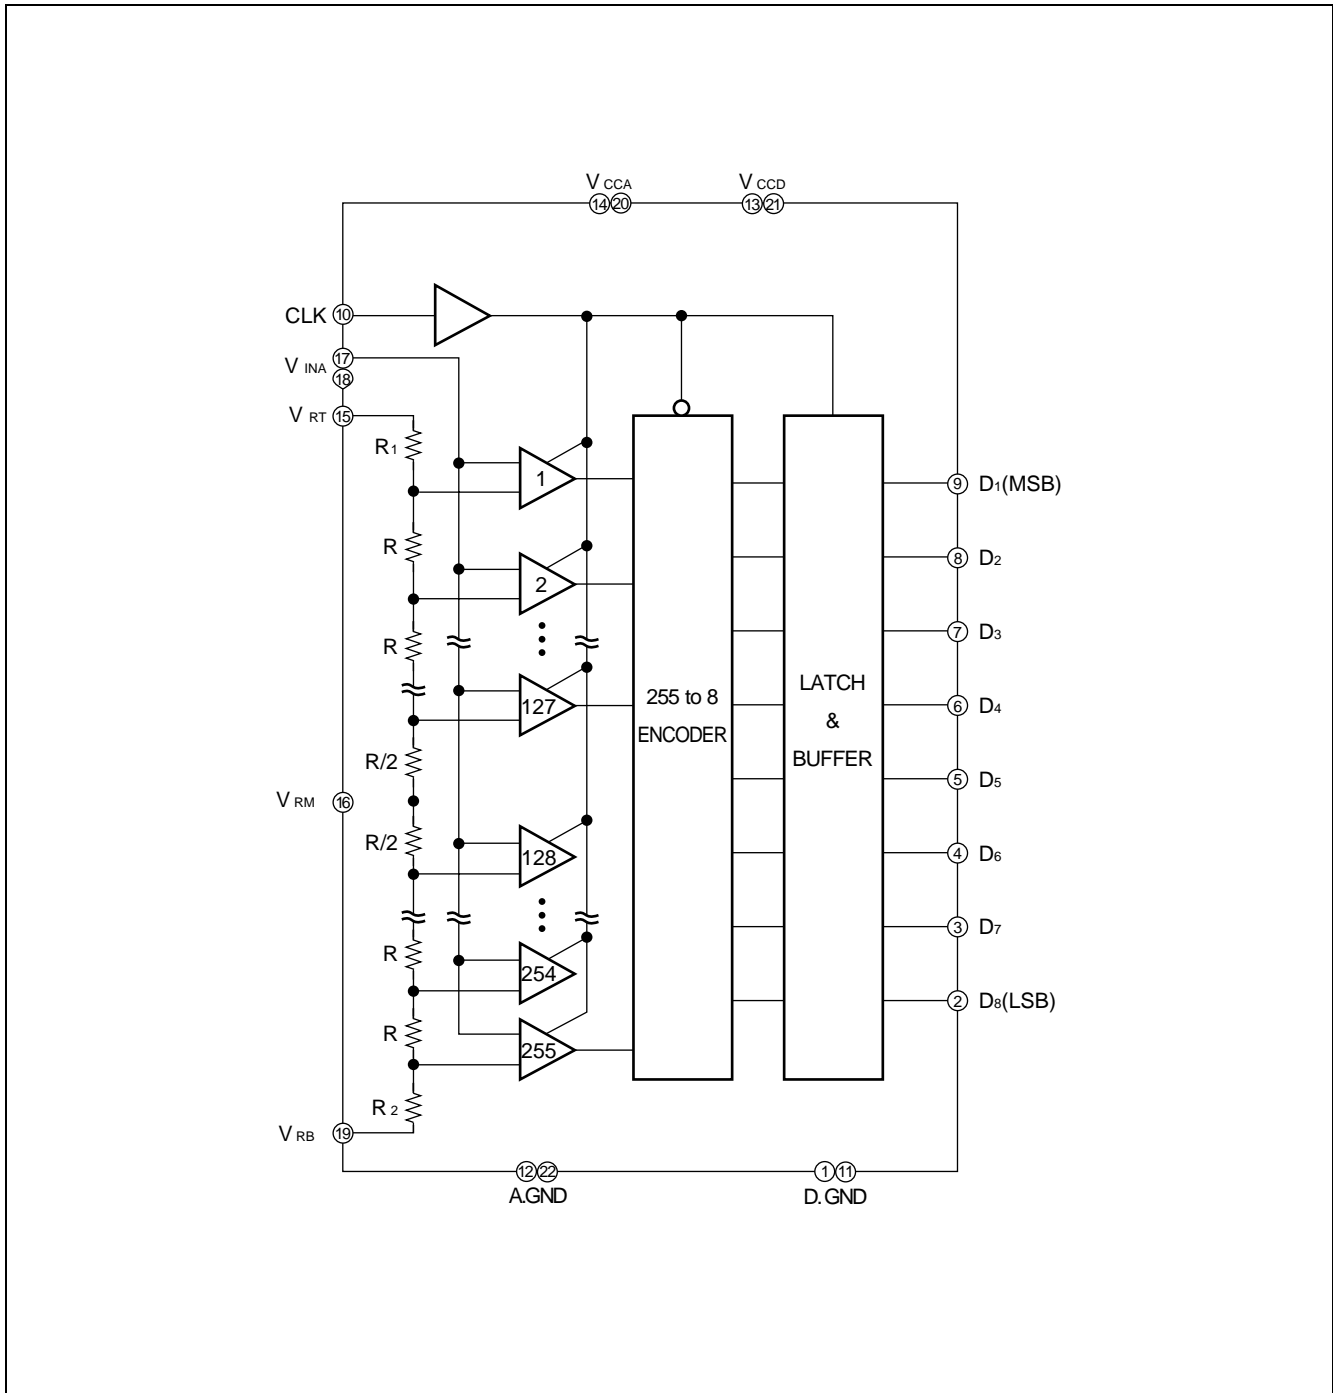 V CCA V CCD
14 20 13 21
CLK 10
V INA 17
18
V RT 15
R1
1
9 D1(MSB)
R
8 D2
2
R
7 D3
127
255 to 8
ENCODER
LATCH
&
BUFFER
6 D4
R/2
5 D5
V RM 16
R/2
128
4 D6
3 D7
R
254
2 D8(LSB)
R
255
R 2
V RB 19
12 22 1 11
A.GND D.GND